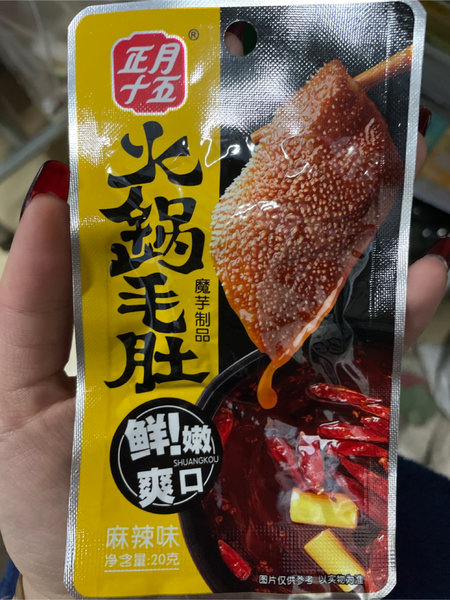 正月
十五
®
火锅毛肚
魔芋制品
鲜!嫩
SHUANGKOU
爽口
麻辣味
净含量:20克
图片仅供参考 以实物为准